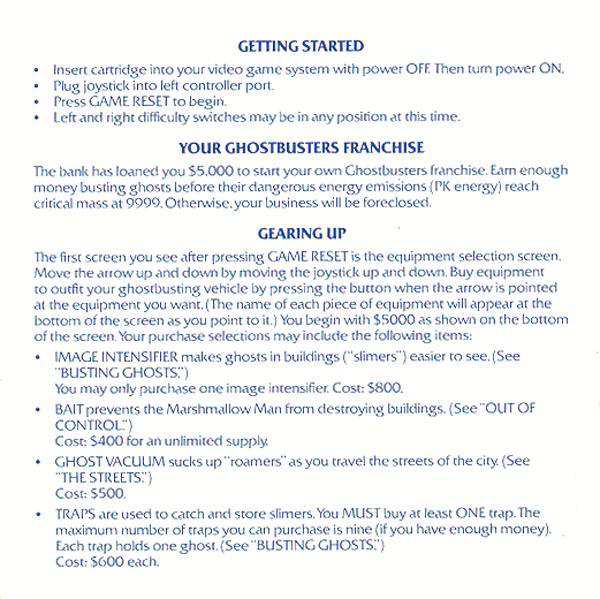 GETTING STARTED
• Insert cartridge into your video game system with power OFF. Then turn power ON.
• Plug joystick into left controller port.
• Press GAME RESET to begin.
• Left and right difficulty switches may be in any position at this time.
YOUR GHOSTBUSTERS FRANCHISE
The bank has loaned you $5,000 to start your own Ghostbusters franchise. Earn enough
money busting ghosts before their dangerous energy emissions (PK energy) reach
critical mass at 9999. Otherwise, your business will be foreclosed.
GEARING UP
The first screen you see after pressing GAME RESET is the equipment selection screen.
Move the arrow up and down by moving the joystick up and down. Buy equipment
to outfit your ghostbusting vehicle by pressing the button when the arrow is pointed
at the equipment you want. (The name of each piece of equipment will appear at the
bottom of the screen as you point to it.) You begin with $5000 as shown on the bottom
of the screen. Your purchase selections may include the following items:
• IMAGE INTENSIFIER makes ghosts in buildings ("slimers") easier to see. (See
"BUSTING GHOSTS.")
You may only purchase one image intensifier. Cost: $800.
• BAIT prevents the Marshmallow Man from destroying buildings. (See "OUT OF
CONTROL.")
Cost: $400 for an unlimited supply.
• GHOST VACUUM sucks up "roamers" as you travel the streets of the city. (See
"THE STREETS.")
Cost: $500.
• TRAPS are used to catch and store slimers. You MUST buy at least ONE trap. The
maximum number of traps you can purchase is nine (if you have enough money).
Each trap holds one ghost. (See "BUSTING GHOSTS.")
Cost: $600 each.